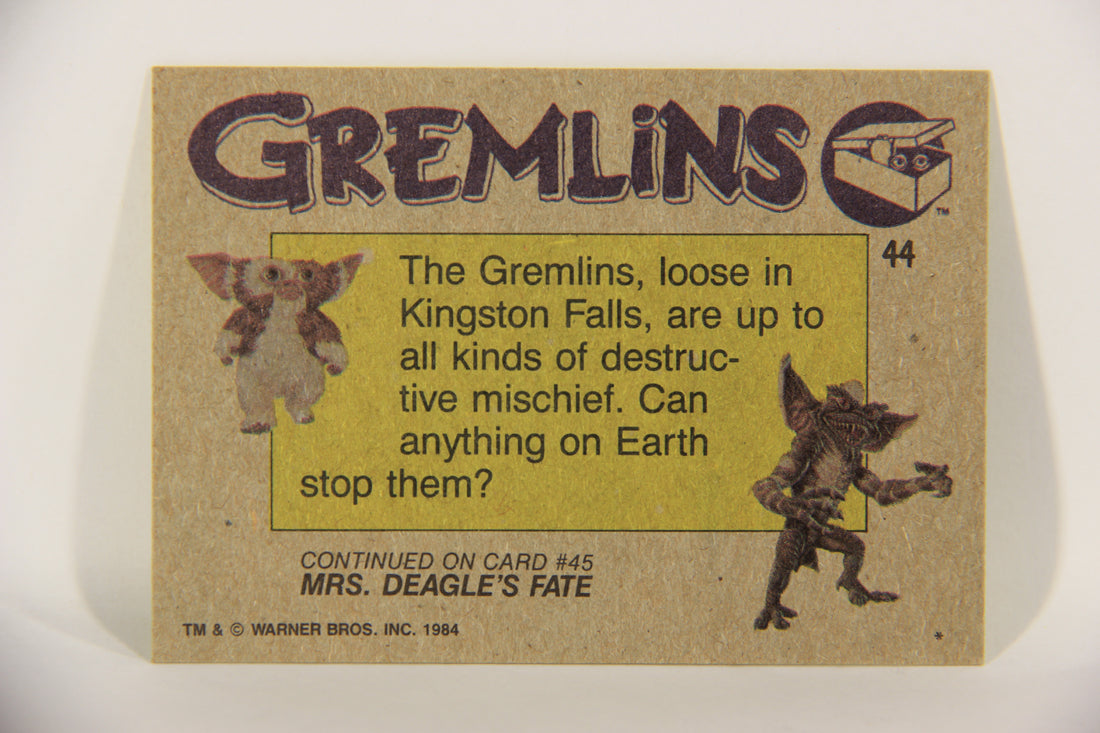 GREMLiNS
TM
44
The Gremlins, loose in
Kingston Falls, are up to
all kinds of destruc-
tive mischief. Can
anything on Earth
stop them?
CONTINUED ON CARD #45
MRS. DEAGLE'S FATE
TM & © WARNER BROS. INC. 1984
*